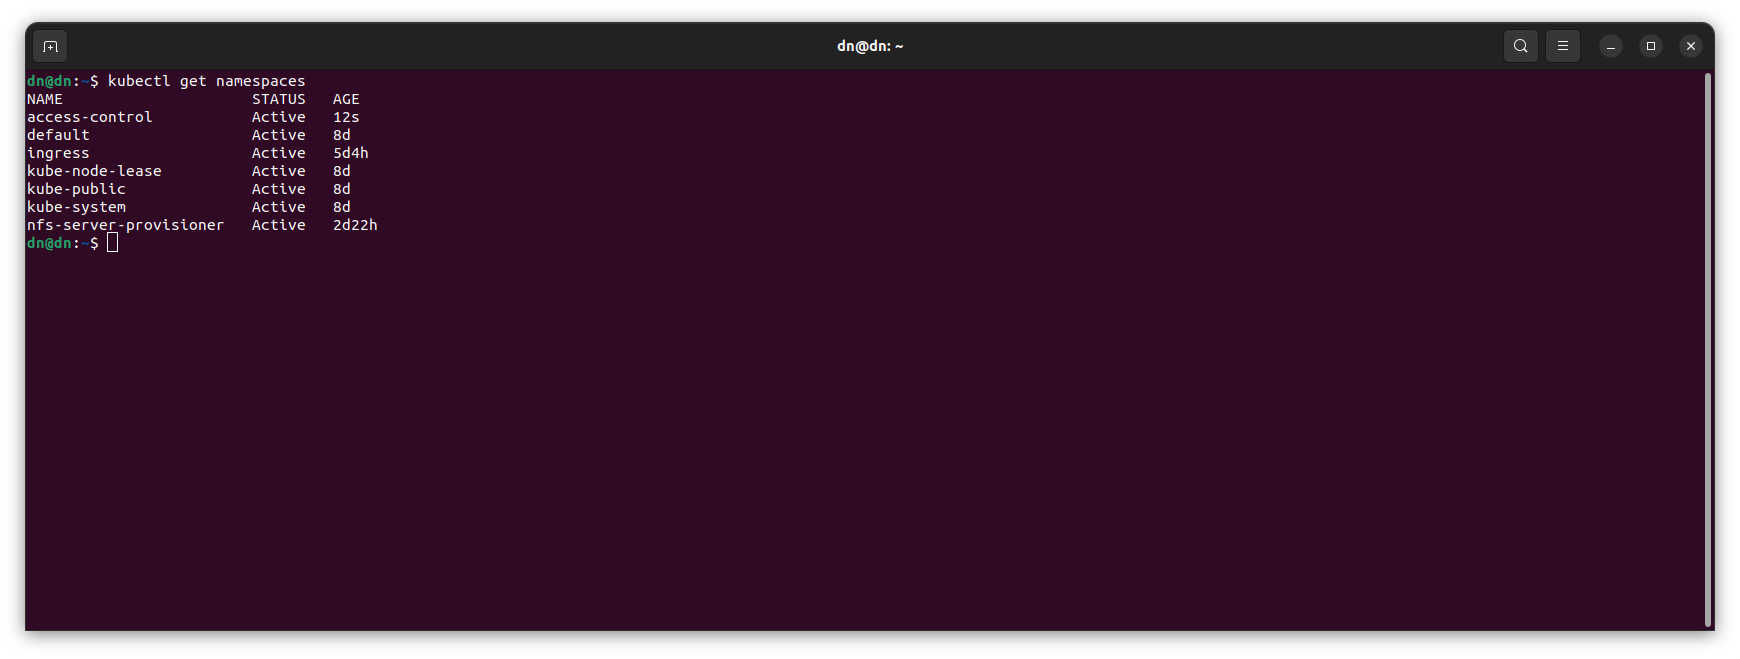 dn@dn: ~
dn@dn:~$ kubectl get namespaces
NAME                     STATUS   AGE
access-control           Active   12s
default                  Active   8d
ingress                  Active   5d4h
kube-node-lease          Active   8d
kube-public              Active   8d
kube-system              Active   8d
nfs-server-provisioner   Active   2d22h
dn@dn:~$